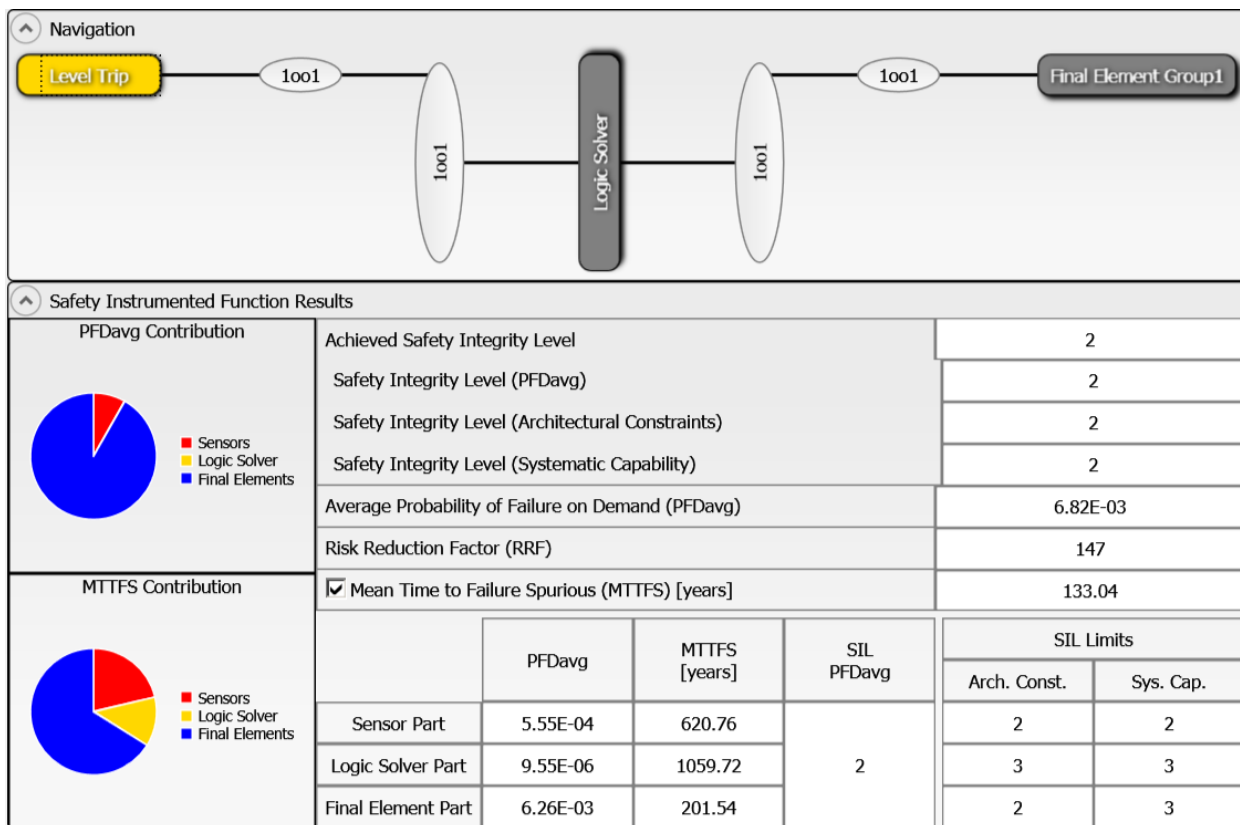 Navigation
Level Trip 1oo1 1oo1 Logic Solver 1oo1 1oo1 Final Element Group1
Safety Instrumented Function Results
PFDavg Contribution
Sensors
Logic Solver
Final Elements
MTTFS Contribution
Sensors
Logic Solver
Final Elements
Achieved Safety Integrity Level 2
Safety Integrity Level (PFDavg) 2
Safety Integrity Level (Architectural Constraints) 2
Safety Integrity Level (Systematic Capability) 2
Average Probability of Failure on Demand (PFDavg) 6.82E-03
Risk Reduction Factor (RRF) 147
Mean Time to Failure Spurious (MTTFS) [years] 133.04
PFDavg MTTFS [years] SIL PFDavg SIL Limits
Arch. Const. Sys. Cap.
Sensor Part 5.55E-04 620.76 2 2
Logic Solver Part 9.55E-06 1059.72 2 3 3
Final Element Part 6.26E-03 201.54 2 3